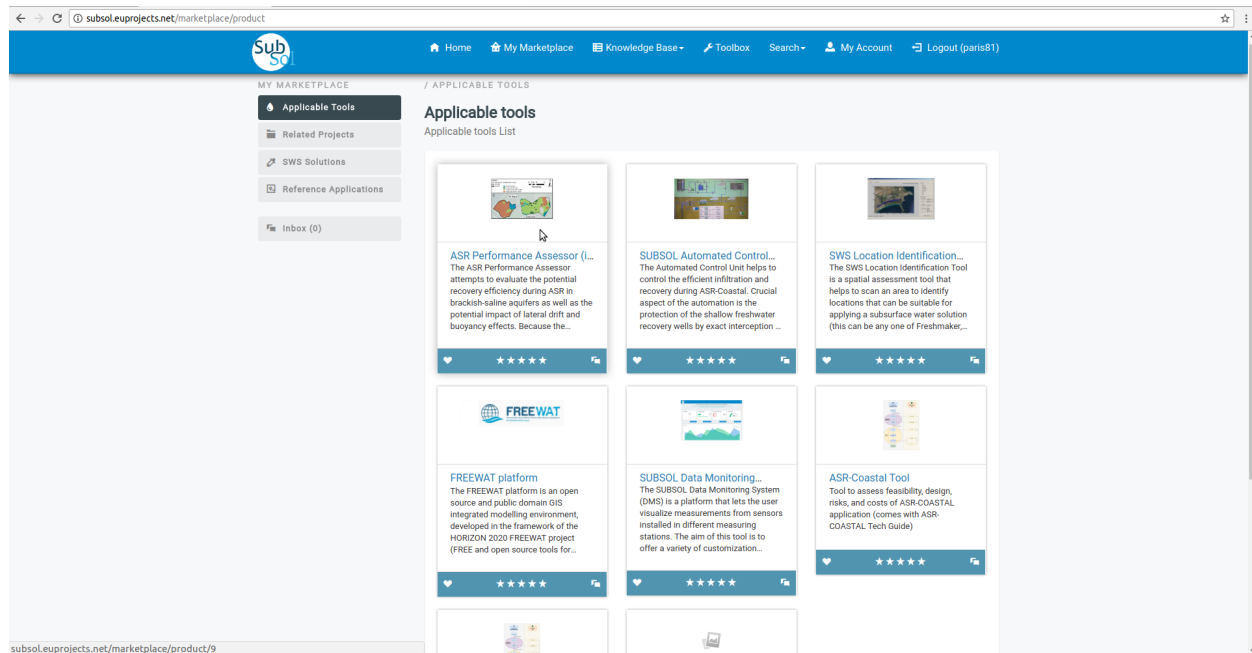 subsol.euprojects.net/marketplace/product
Sub
Sol
Home My Marketplace Knowledge Base Toolbox Search My Account Logout (paris81)
MY MARKETPLACE
Applicable Tools
Related Projects
SWS Solutions
Reference Applications
Inbox (0)
/ APPLICABLE TOOLS
Applicable tools
Applicable tools List
ASR Performance Assessor (i...
The ASR Performance Assessor
attempts to evaluate the potential
recovery efficiency during ASR in
brackish-saline aquifers as well as the
potential impact of lateral drift and
buoyancy effects. Because the...
SUBSOL Automated Control...
The Automated Control Unit helps to
control the efficient infiltration and
recovery during ASR-Coastal. Crucial
aspect of the automation is the
protection of the shallow freshwater
recovery wells by exact interception ...
SWS Location Identification...
The SWS Location Identification Tool
is a spatial assessment tool that
helps to scan an area to identify
locations that can be suitable for
applying a subsurface water solution
(this can be any one of Freshmaker,...
FREEWAT
FREEWAT platform
The FREEWAT platform is an open
source and public domain GIS
integrated modelling environment,
developed in the framework of the
HORIZON 2020 FREEWAT project
(FREE and open source tools for...
SUBSOL Data Monitoring...
The SUBSOL Data Monitoring System
(DMS) is a platform that lets the user
visualize measurements from sensors
installed in different measuring
stations. The aim of this tool is to
offer a variety of customization...
ASR-Coastal Tool
Tool to assess feasibility, design,
risks, and costs of ASR-COASTAL
application (comes with ASR-
COASTAL Tech Guide)
subsol.euprojects.net/marketplace/product/9